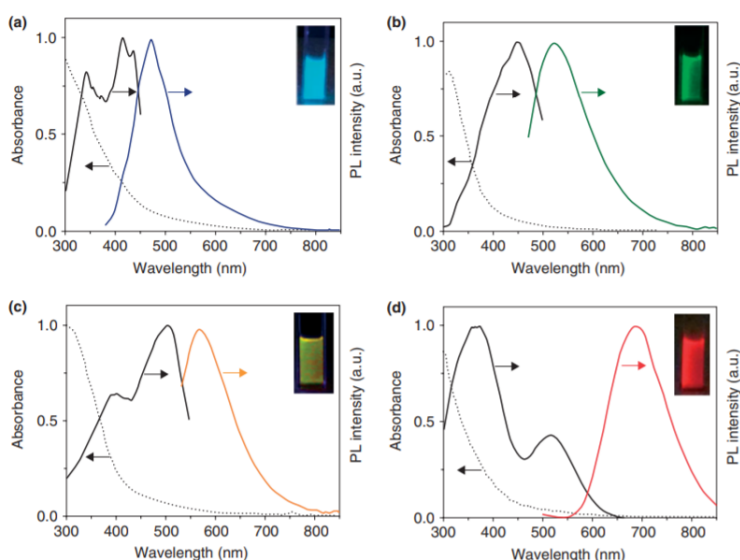 (a)
1.0
0.5
0.0
Absorbance
300 400 500 600 700 800
Wavelength (nm)
PL intensity (a.u.)
(b)
1.0
0.5
0.0
Absorbance
300 400 500 600 700 800
Wavelength (nm)
PL intensity (a.u.)
(c)
1.0
0.5
0.0
Absorbance
300 400 500 600 700 800
Wavelength (nm)
PL intensity (a.u.)
(d)
1.0
0.5
0.0
Absorbance
300 400 500 600 700 800
Wavelength (nm)
PL intensity (a.u.)